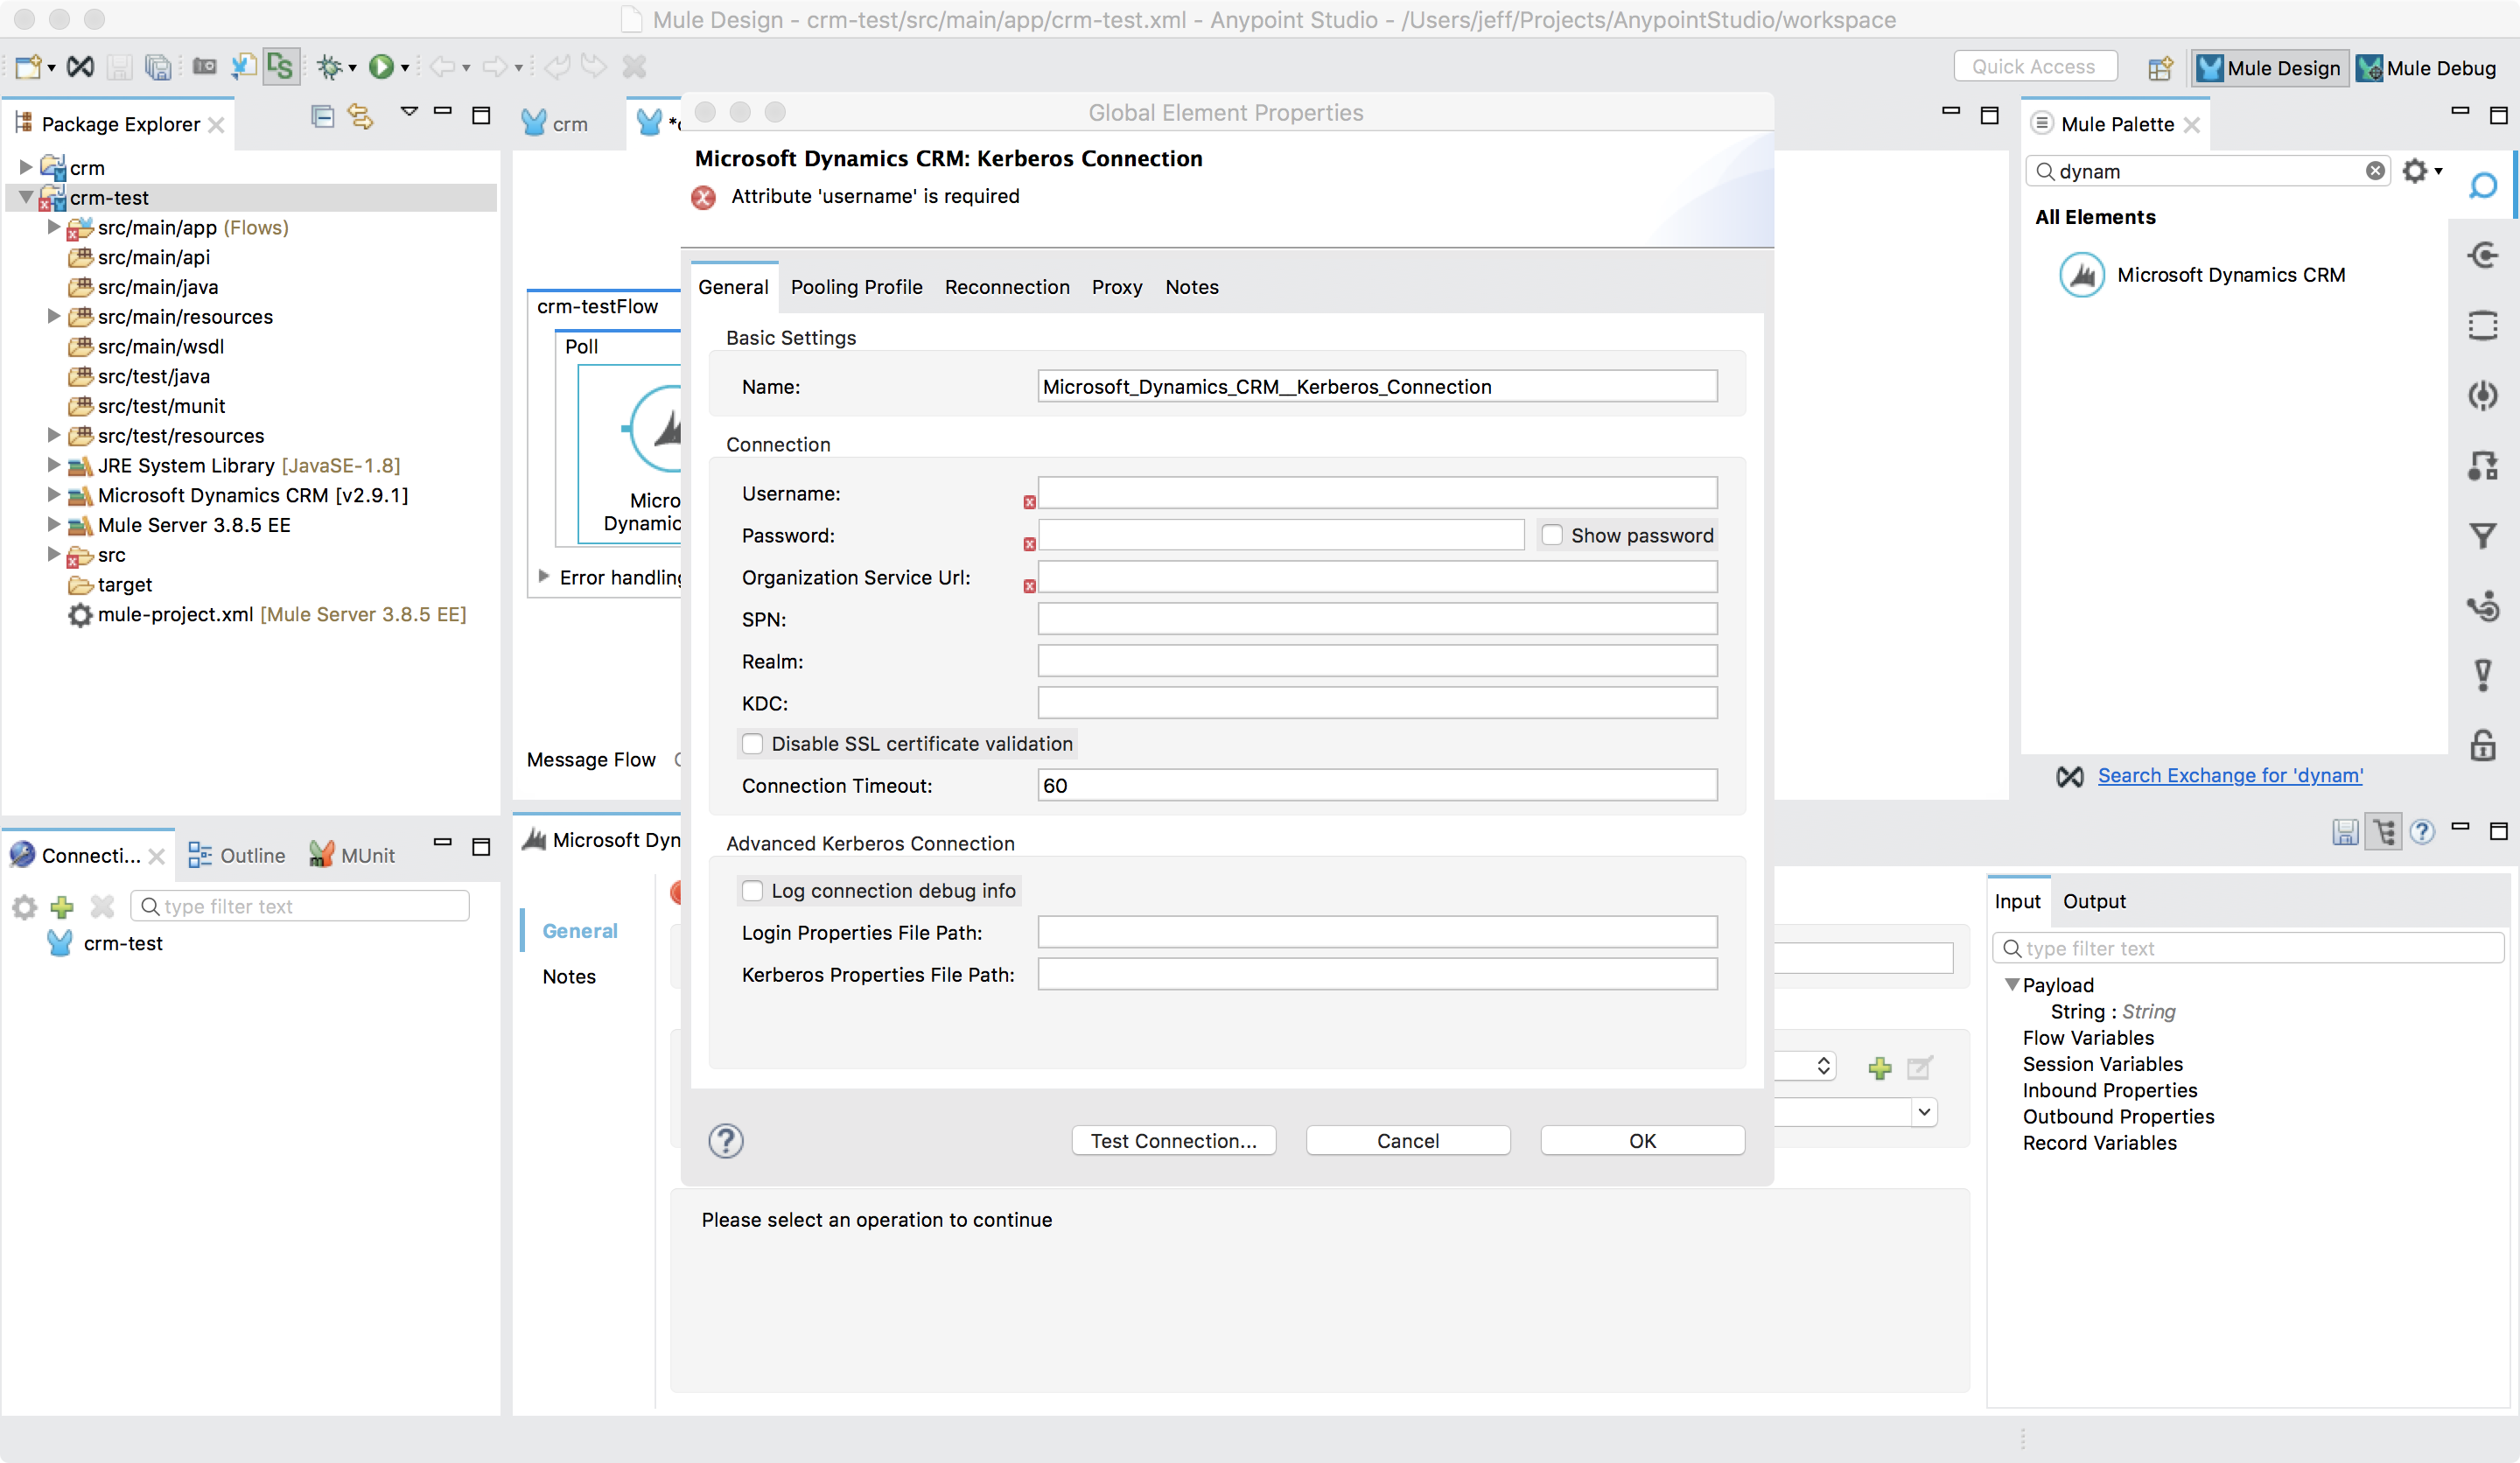 Mule Design - crm-test/src/main/app/crm-test.xml - Anypoint Studio - /Users/jeff/Projects/AnypointStudio/workspace
Quick Access
Mule Design
Mule Debug
Package Explorer
crm
crm-test
src/main/app (Flows)
src/main/api
src/main/java
src/main/resources
src/main/wsdl
src/test/java
src/test/munit
src/test/resources
JRE System Library [JavaSE-1.8]
Microsoft Dynamics CRM [v2.9.1]
Mule Server 3.8.5 EE
src
target
mule-project.xml [Mule Server 3.8.5 EE]
Connecti...
Outline
MUnit
type filter text
crm-test
crm
crm-testFlow
Poll
Micro
Dynamic
Error handling
Message Flow
Microsoft Dyn
General
Notes
Global Element Properties
Microsoft Dynamics CRM: Kerberos Connection
Attribute 'username' is required
General
Pooling Profile
Reconnection
Proxy
Notes
Basic Settings
Name:
Microsoft_Dynamics_CRM__Kerberos_Connection
Connection
Username:
Password:
Show password
Organization Service Url:
SPN:
Realm:
KDC:
Disable SSL certificate validation
Connection Timeout:
60
Advanced Kerberos Connection
Log connection debug info
Login Properties File Path:
Kerberos Properties File Path:
Test Connection...
Cancel
OK
Please select an operation to continue
Mule Palette
dynam
All Elements
Microsoft Dynamics CRM
Search Exchange for 'dynam'
Input
Output
type filter text
Payload
String : String
Flow Variables
Session Variables
Inbound Properties
Outbound Properties
Record Variables